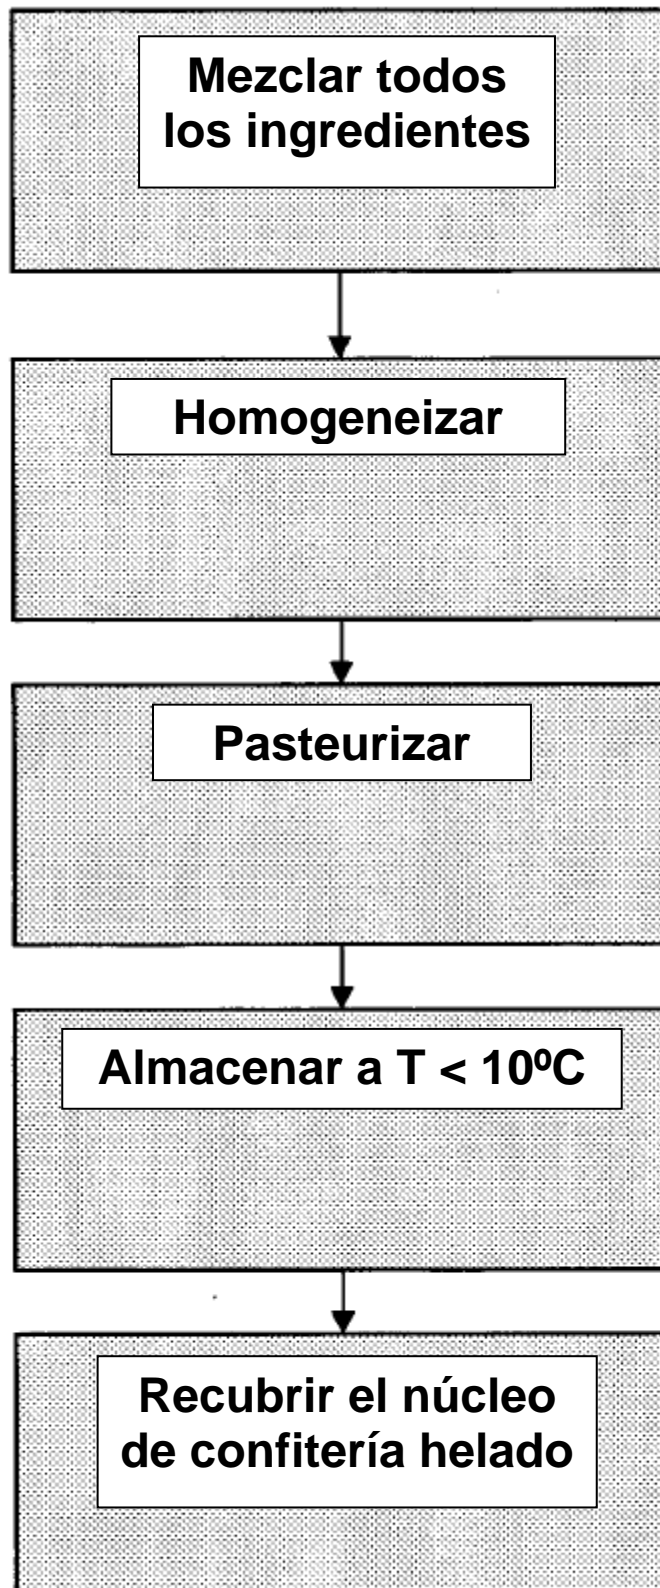 Mezclar todos
los ingredientes
Homogeneizar
Pasteurizar
Almacenar a T < 10ºC
Recubrir el núcleo
de confitería helado